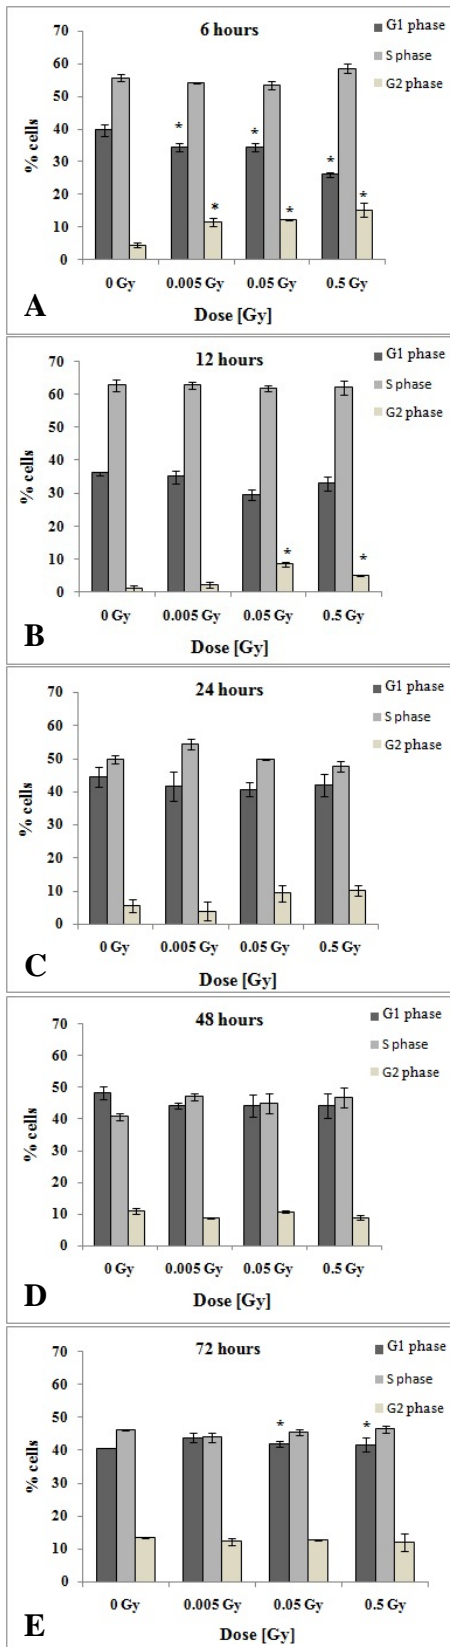 6 hours
G1 phase
S phase
G2 phase
% cells
70
60
50
40
30
20
10
0
* * *
* * *
0 Gy 0.005 Gy 0.05 Gy 0.5 Gy
Dose [Gy]
A
12 hours
G1 phase
S phase
G2 phase
% cells
70
60
50
40
30
20
10
0
* *
0 Gy 0.005 Gy 0.05 Gy 0.5 Gy
Dose [Gy]
B
24 hours
G1 phase
S phase
G2 phase
% cells
70
60
50
40
30
20
10
0
0 Gy 0.005 Gy 0.05 Gy 0.5 Gy
Dose [Gy]
C
48 hours
G1 phase
S phase
G2 phase
% cells
70
60
50
40
30
20
10
0
0 Gy 0.005 Gy 0.05 Gy 0.5 Gy
Dose [Gy]
D
72 hours
G1 phase
S phase
G2 phase
% cells
70
60
50
40
30
20
10
0
* *
0 Gy 0.005 Gy 0.05 Gy 0.5 Gy
Dose [Gy]
E